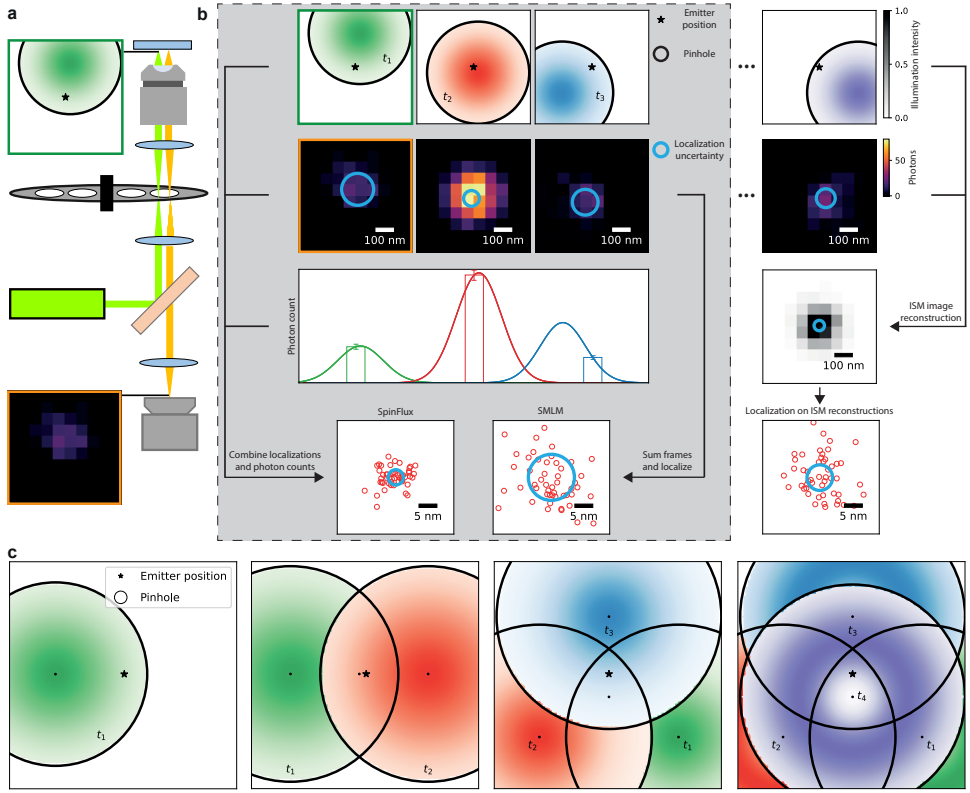 a
b
t1
t2
t3
Emitter
position
Pinhole
Illumination intensity
1.0
0.5
0.0
Localization
uncertainty
100 nm
100 nm
100 nm
100 nm
Photons
50
0
Photon count
ISM image
reconstruction
100 nm
Localization on ISM reconstructions
SpinFlux
SMLM
Combine localizations
and photon counts
Sum frames
and localize
5 nm
5 nm
5 nm
c
Emitter position
Pinhole
t1
t1
t2
t3
t2
t1
t3
t4
t2
t1